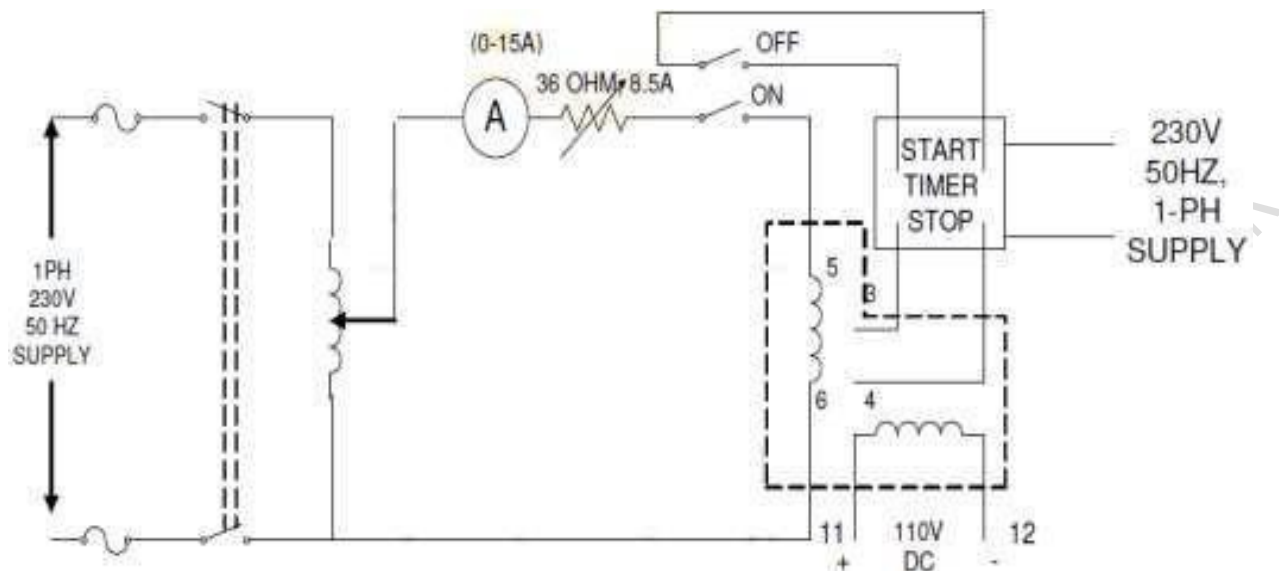 (0-15A)
36 OHM, 8.5A
A
OFF
ON
START
TIMER
STOP
230V
50HZ,
1-PH
SUPPLY
1PH
230V
50 HZ
SUPPLY
5
3
6
4
11
110V
DC
12
+
-